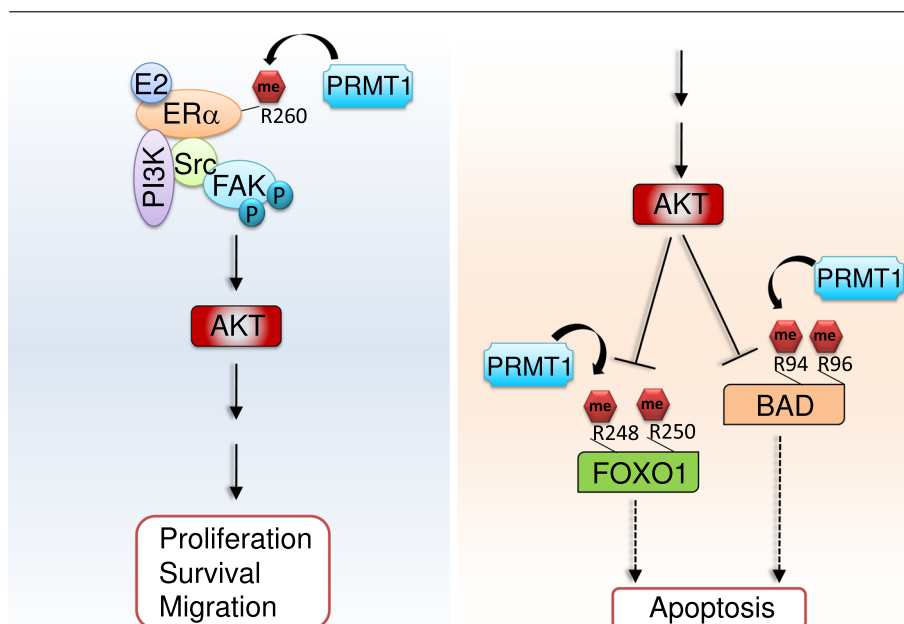 E2
ERα
me
R260
PRMT1
PI3K
Src
FAK
P
P
AKT
Proliferation
Survival
Migration
AKT
PRMT1
me
me
R94
R96
BAD
PRMT1
me
me
R248
R250
FOXO1
Apoptosis